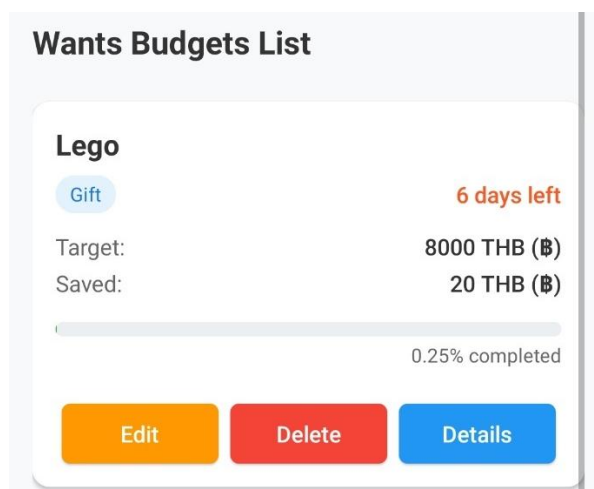 Wants Budgets List
Lego
Gift
6 days left
Target: 8000 THB (฿)
Saved: 20 THB (฿)
0.25% completed
Edit Delete Details